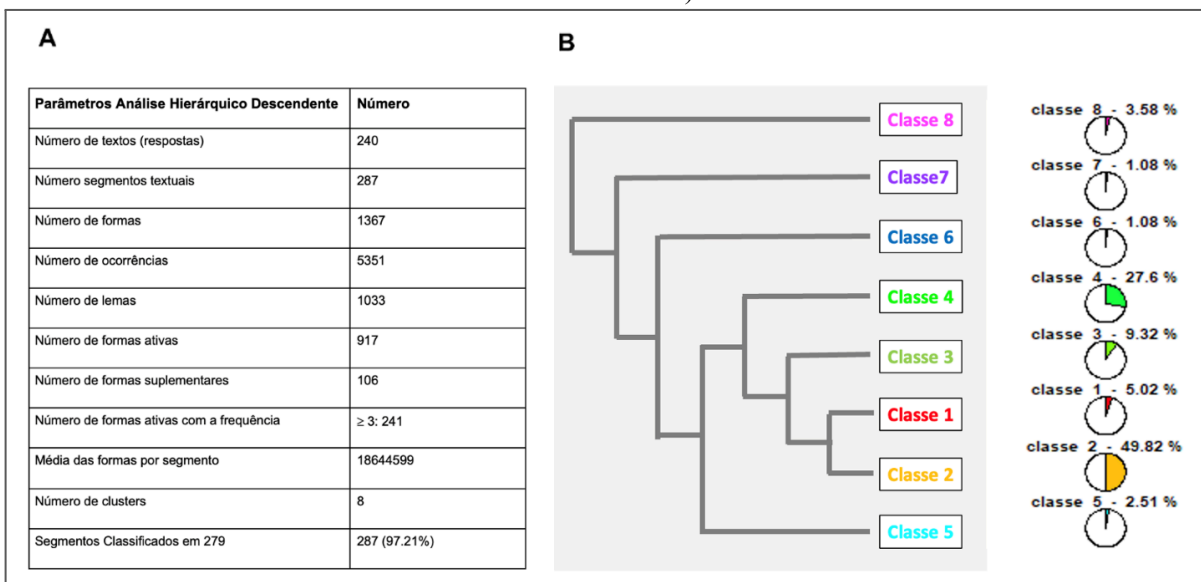 A
B
Parâmetros Análise Hierárquico Descendente Número
Número de textos (respostas) 240
Número segmentos textuais 287
Número de formas 1367
Número de ocorrências 5351
Número de lemas 1033
Número de formas ativas 917
Número de formas suplementares 106
Número de formas ativas com a frequência ≥ 3: 241
Média das formas por segmento 18644599
Número de clusters 8
Segmentos Classificados em 279 287 (97.21%)
Classe 8
Classe7
Classe 6
Classe 4
Classe 3
Classe 1
Classe 2
Classe 5
classe 8 - 3.58 %
classe 7 - 1.08 %
classe 6 - 1.08 %
classe 4 - 27.6 %
classe 3 - 9.32 %
classe 1 - 5.02 %
classe 2 - 49.82 %
classe 5 - 2.51 %